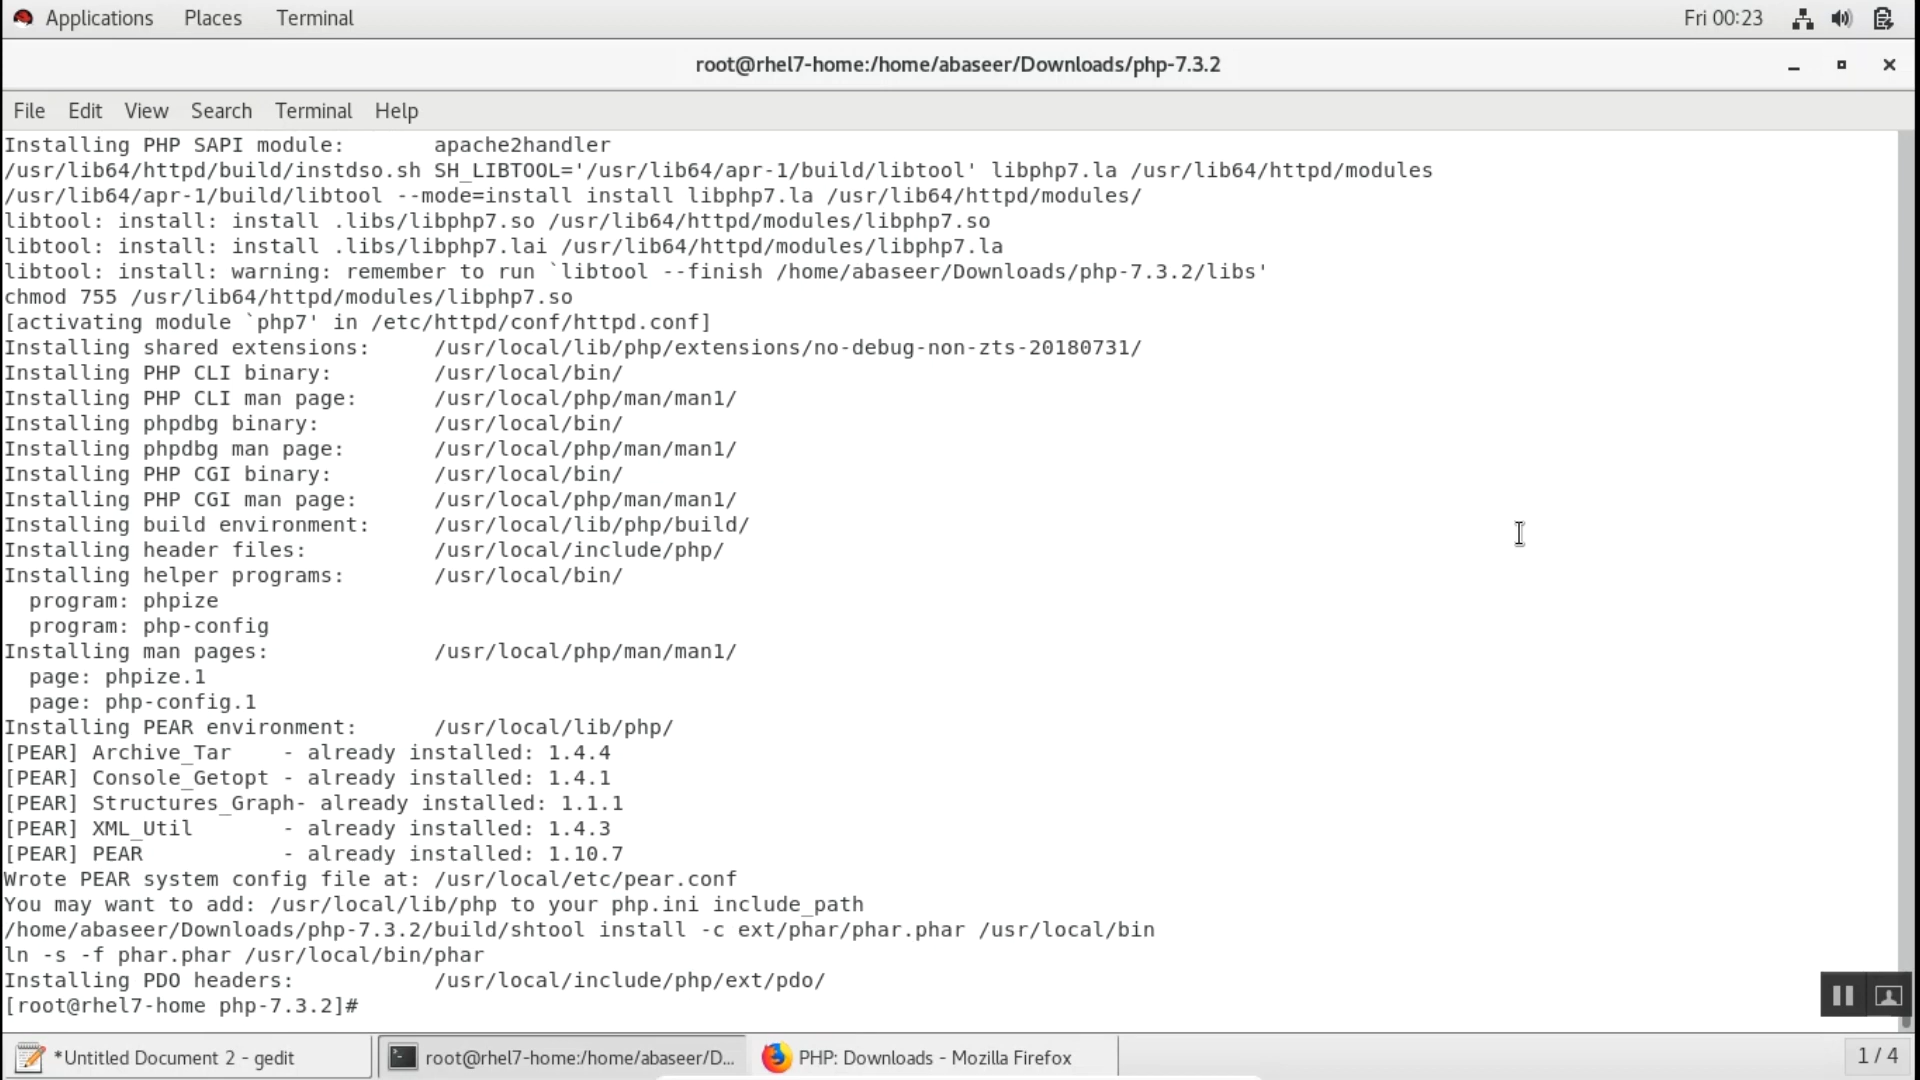 Applications Places Terminal Fri 00:23
root@rhel7-home:/home/abaseer/Downloads/php-7.3.2
File Edit View Search Terminal Help
Installing PHP SAPI module:       apache2handler
/usr/lib64/httpd/build/instdso.sh SH_LIBTOOL='/usr/lib64/apr-1/build/libtool' libphp7.la /usr/lib64/httpd/modules
/usr/lib64/apr-1/build/libtool --mode=install install libphp7.la /usr/lib64/httpd/modules/
libtool: install: install .libs/libphp7.so /usr/lib64/httpd/modules/libphp7.so
libtool: install: install .libs/libphp7.lai /usr/lib64/httpd/modules/libphp7.la
libtool: install: warning: remember to run `libtool --finish /home/abaseer/Downloads/php-7.3.2/libs'
chmod 755 /usr/lib64/httpd/modules/libphp7.so
[activating module `php7' in /etc/httpd/conf/httpd.conf]
Installing shared extensions:     /usr/local/lib/php/extensions/no-debug-non-zts-20180731/
Installing PHP CLI binary:        /usr/local/bin/
Installing PHP CLI man page:      /usr/local/php/man/man1/
Installing phpdbg binary:         /usr/local/bin/
Installing phpdbg man page:       /usr/local/php/man/man1/
Installing PHP CGI binary:        /usr/local/bin/
Installing PHP CGI man page:      /usr/local/php/man/man1/
Installing build environment:     /usr/local/lib/php/build/
Installing header files:          /usr/local/include/php/
Installing helper programs:       /usr/local/bin/
  program: phpize
  program: php-config
Installing man pages:             /usr/local/php/man/man1/
  page: phpize.1
  page: php-config.1
Installing PEAR environment:      /usr/local/lib/php/
[PEAR] Archive_Tar    - already installed: 1.4.4
[PEAR] Console_Getopt - already installed: 1.4.1
[PEAR] Structures_Graph- already installed: 1.1.1
[PEAR] XML_Util       - already installed: 1.4.3
[PEAR] PEAR           - already installed: 1.10.7
Wrote PEAR system config file at: /usr/local/etc/pear.conf
You may want to add: /usr/local/lib/php to your php.ini include_path
/home/abaseer/Downloads/php-7.3.2/build/shtool install -c ext/phar/phar.phar /usr/local/bin
ln -s -f phar.phar /usr/local/bin/phar
Installing PDO headers:           /usr/local/include/php/ext/pdo/
[root@rhel7-home php-7.3.2]#
*Untitled Document 2 - gedit root@rhel7-home:/home/abaseer/D... PHP: Downloads - Mozilla Firefox 1 / 4